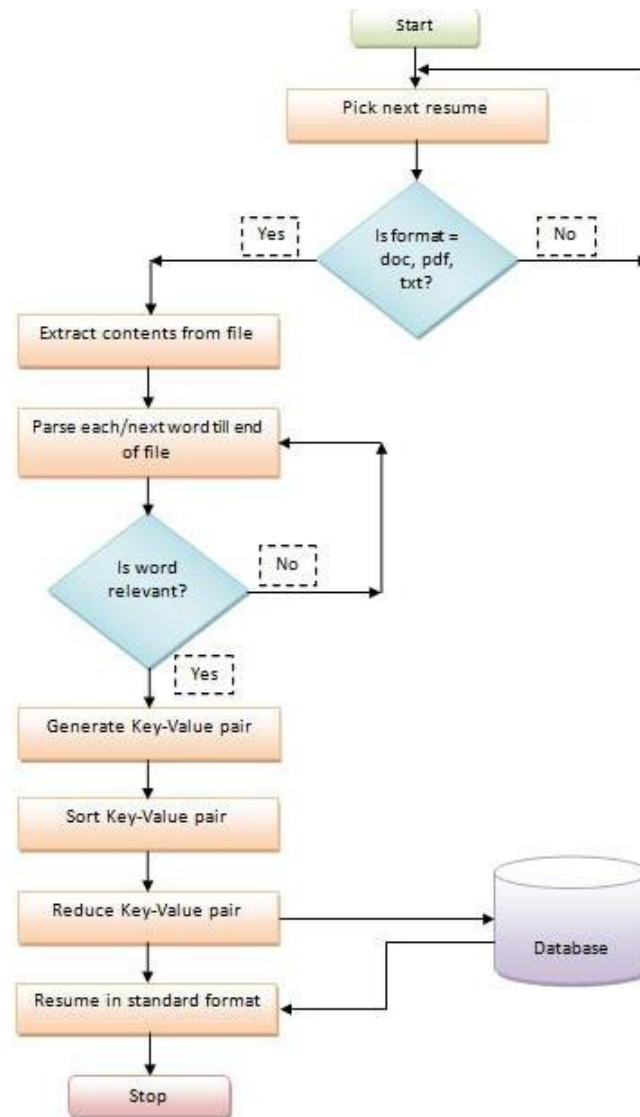 Start
Pick next resume
Yes
Is format =
doc, pdf,
txt?
No
Extract contents from file
Parse each/next word till end
of file
Is word
relevant?
No
Yes
Generate Key-Value pair
Sort Key-Value pair
Reduce Key-Value pair
Database
Resume in standard format
Stop